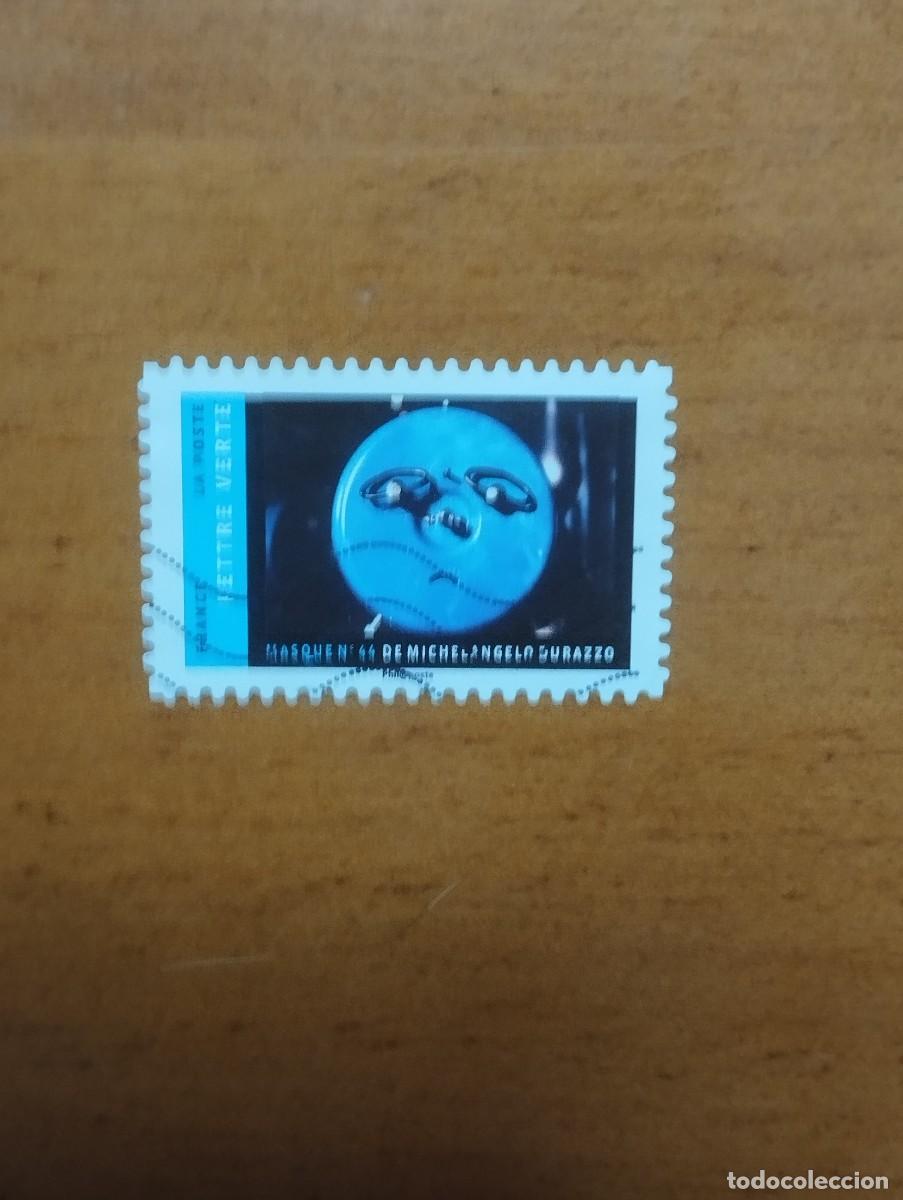 FRANCE LA POSTE
LETTRE VERTE
MASQUE N° 44 DE MICHELANGELO DURAZZO
Phil@poste
todocoleccion